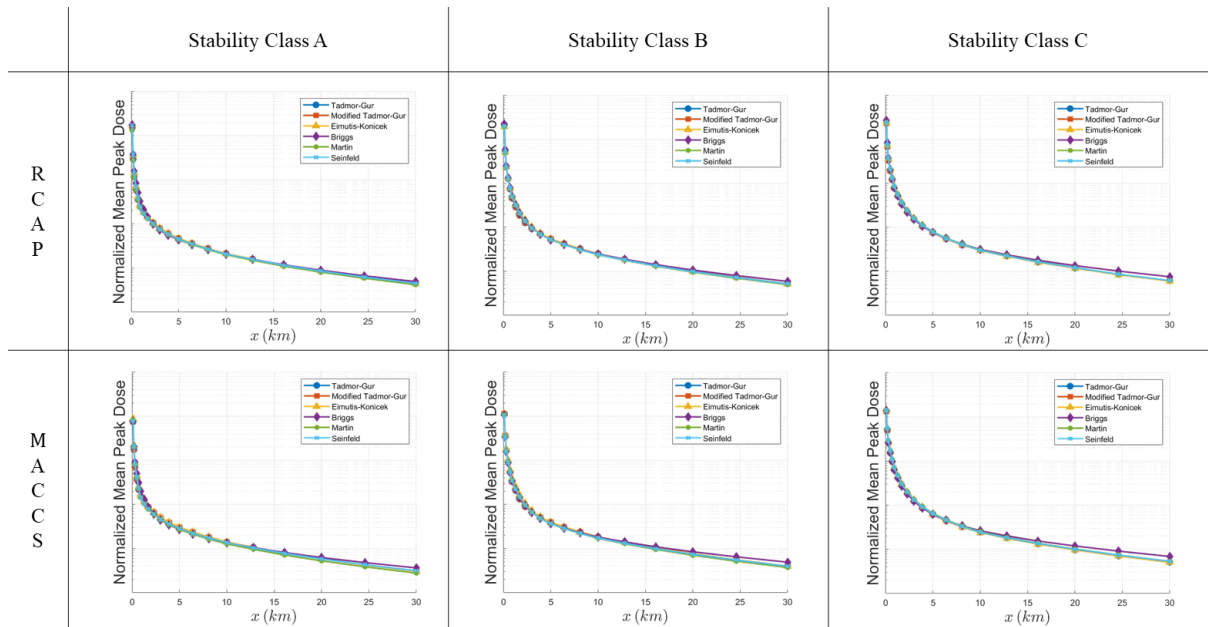 Stability Class A
Stability Class B
Stability Class C
R
C
A
P
Normalized Mean Peak Dose
Tadmor-Gur
Modified Tadmor-Gur
Eimutis-Konicek
Briggs
Martin
Seinfeld
0 5 10 15 20 25 30
x (km)
Normalized Mean Peak Dose
Tadmor-Gur
Modified Tadmor-Gur
Eimutis-Konicek
Briggs
Martin
Seinfeld
0 5 10 15 20 25 30
x (km)
Normalized Mean Peak Dose
Tadmor-Gur
Modified Tadmor-Gur
Eimutis-Konicek
Briggs
Martin
Seinfeld
0 5 10 15 20 25 30
x (km)
M
A
C
C
S
Normalized Mean Peak Dose
Tadmor-Gur
Modified Tadmor-Gur
Eimutis-Konicek
Briggs
Martin
Seinfeld
0 5 10 15 20 25 30
x (km)
Normalized Mean Peak Dose
Tadmor-Gur
Modified Tadmor-Gur
Eimutis-Konicek
Briggs
Martin
Seinfeld
0 5 10 15 20 25 30
x (km)
Normalized Mean Peak Dose
Tadmor-Gur
Modified Tadmor-Gur
Eimutis-Konicek
Briggs
Martin
Seinfeld
0 5 10 15 20 25 30
x (km)